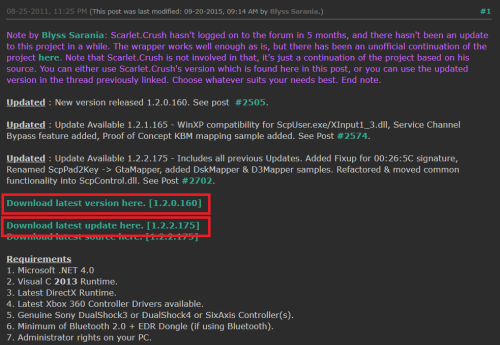 08-25-2011, 11:25 PM (This post was last modified: 09-20-2015, 09:14 AM by Blyss Sarania.) #1
Note by Blyss Sarania: Scarlet.Crush hasn't logged on to the forum in 5 months, and there hasn't been an update
to this project in a while. The wrapper works well enough as is, but there has been an unofficial continuation of the
project here. Note that Scarlet.Crush is not involved in that, it's just a continuation of the project based on his
source. You can either use Scarlet.Crush's version which is found here in this post, or you can use the updated
version in the thread previously linked. Choose whatever suits your needs best. End note.
Updated : New version released 1.2.0.160. See post #2505.
Updated : Update Available 1.2.1.165 - WinXP compatibility for ScpUser.exe/XInput1_3.dll, Service Channel
Bypass feature added, Proof of Concept KBM mapping sample added. See Post #2574.
Updated : Update Available 1.2.2.175 - Includes all previous Updates. Added Fixup for 00:26:5C signature,
Renamed ScpPad2Key -> GtaMapper, added DskMapper & D3Mapper samples. Refactored & moved common
functionality into ScpControl.dll. See Post #2702.
Download latest version here. [1.2.0.160]
Download latest update here. [1.2.2.175]
Download latest source here. [1.2.2.175]
Requirements
1. Microsoft .NET 4.0
2. Visual C 2013 Runtime.
3. Latest DirectX Runtime.
4. Latest Xbox 360 Controller Drivers available.
5. Genuine Sony DualShock3 or DualShock4 or SixAxis Controller(s).
6. Minimum of Bluetooth 2.0 + EDR Dongle (if using Bluetooth).
7. Administrator rights on your PC.